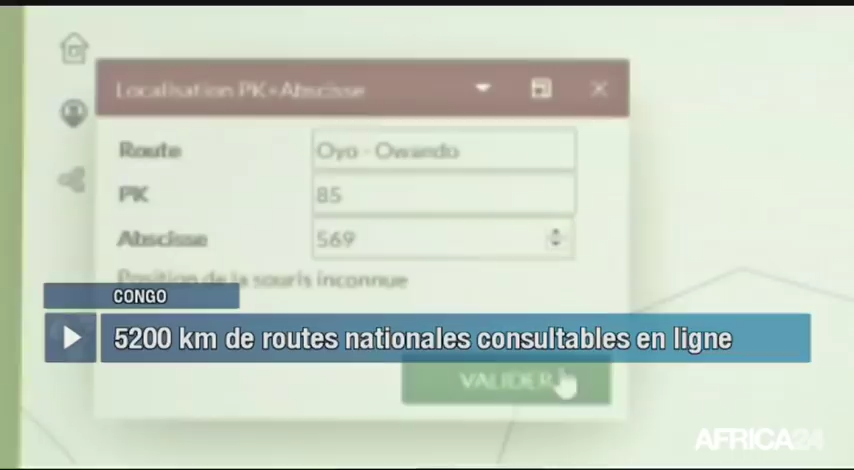 Localisation PK+Abscisse
Route Oyo - Owando
PK 85
Abscisse 569
Position de la souris inconnue
CONGO
5200 km de routes nationales consultables en ligne
VALIDER
AFRICA24